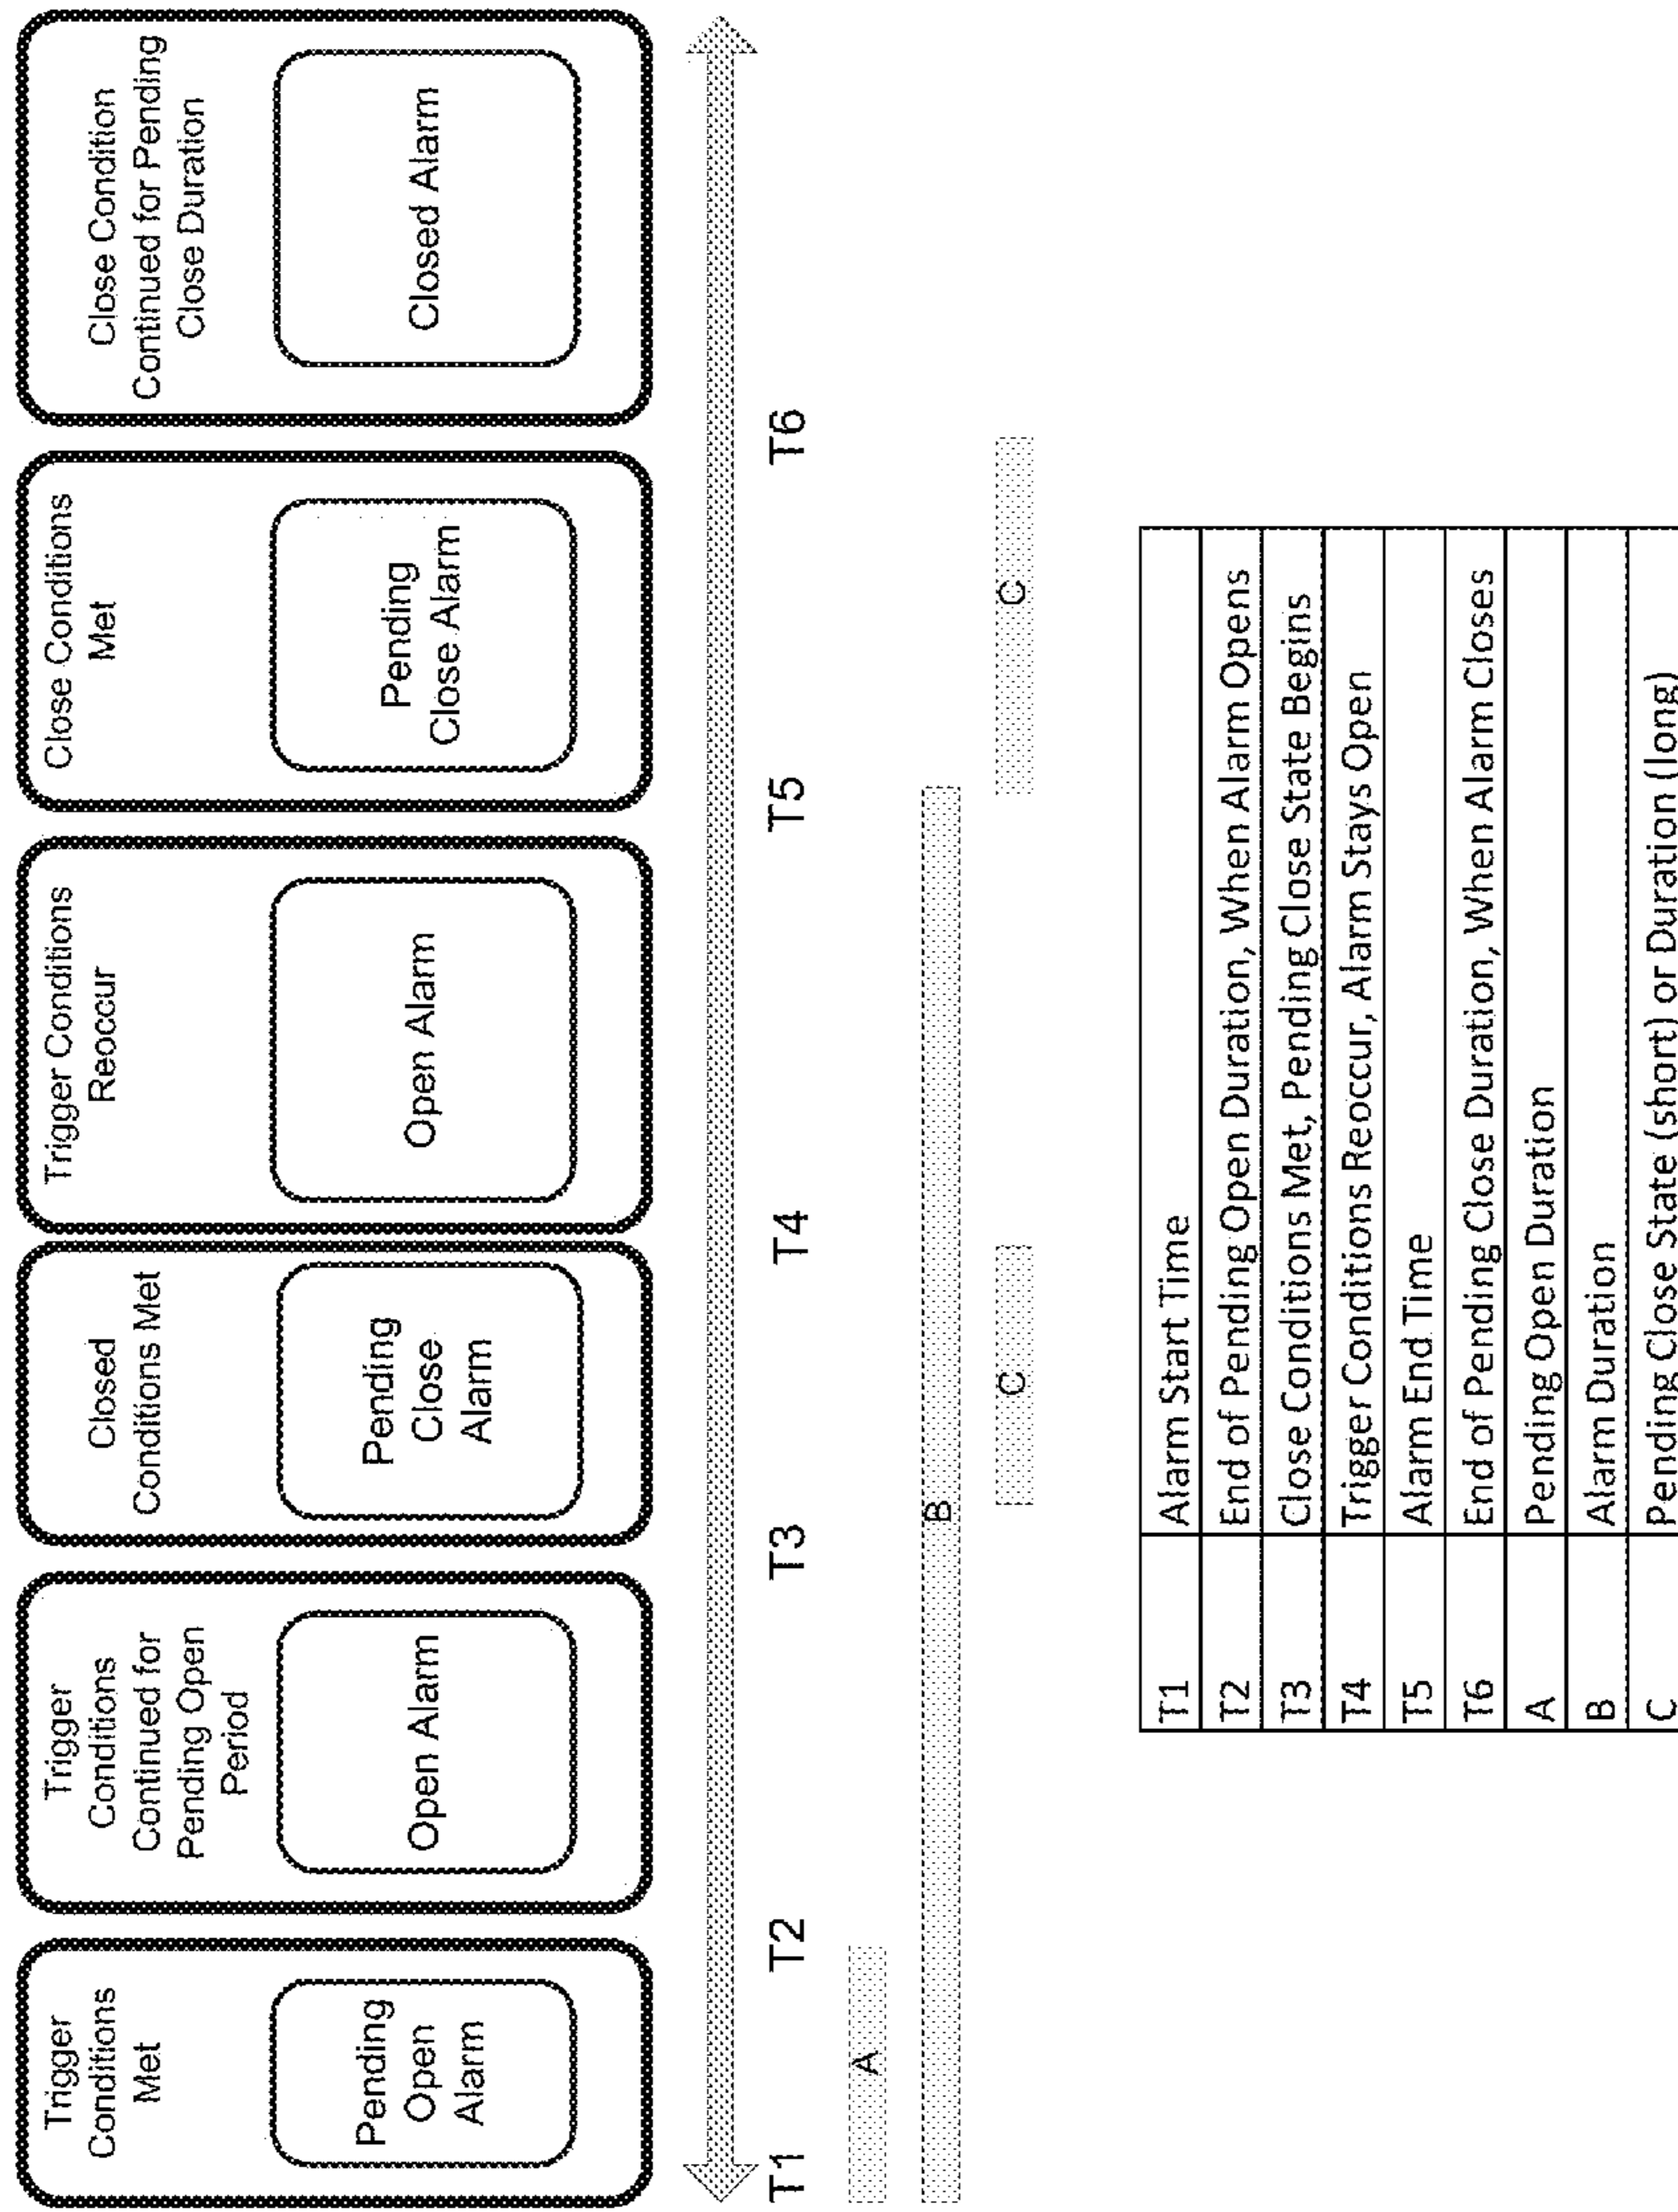 Trigger
Conditions
Met
Pending
Open
Alarm
Trigger
Conditions
Continued for
Pending Open
Period
Open Alarm
Closed
Conditions Met
Pending
Close
Alarm
Trigger Conditions
Reoccur
Open Alarm
Close Conditions
Met
Pending
Close Alarm
Close Condition
Continued for Pending
Close Duration
Closed Alarm
T1
T2
T3
T4
T5
T6
A
B
C
C
T1 Alarm Start Time
T2 End of Pending Open Duration, When Alarm Opens
T3 Close Conditions Met, Pending Close State Begins
T4 Trigger Conditions Reoccur, Alarm Stays Open
T5 Alarm End Time
T6 End of Pending Close Duration, When Alarm Closes
A Pending Open Duration
B Alarm Duration
C Pending Close State (short) or Duration (long)